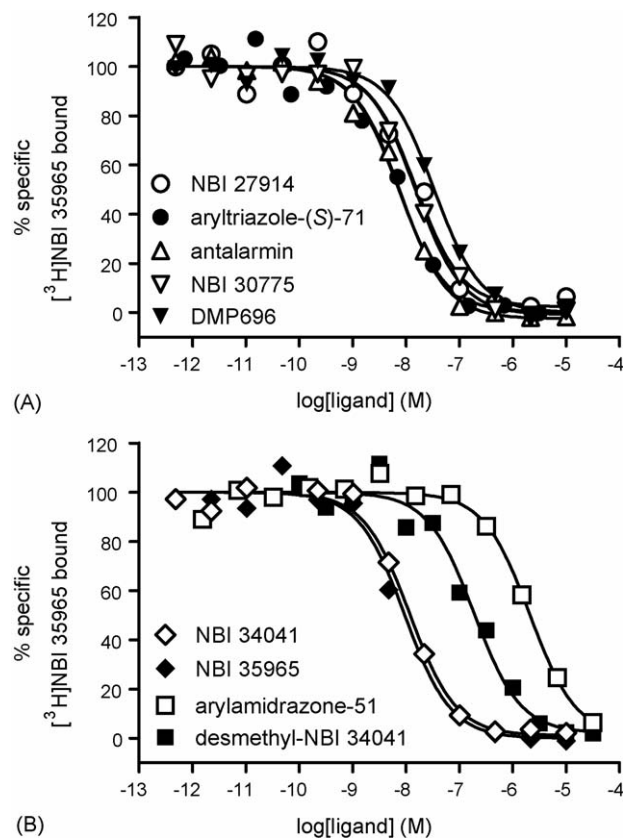 120
100
80
60
40
20
0
% specific
[³H]NBI 35965 bound
NBI 27914
aryltriazole-(S)-71
antalarmin
NBI 30775
DMP696
-13 -12 -11 -10 -9 -8 -7 -6 -5 -4
log[ligand] (M)
(A)
120
100
80
60
40
20
0
% specific
[³H]NBI 35965 bound
NBI 34041
NBI 35965
arylamidrazone-51
desmethyl-NBI 34041
-13 -12 -11 -10 -9 -8 -7 -6 -5 -4
log[ligand] (M)
(B)